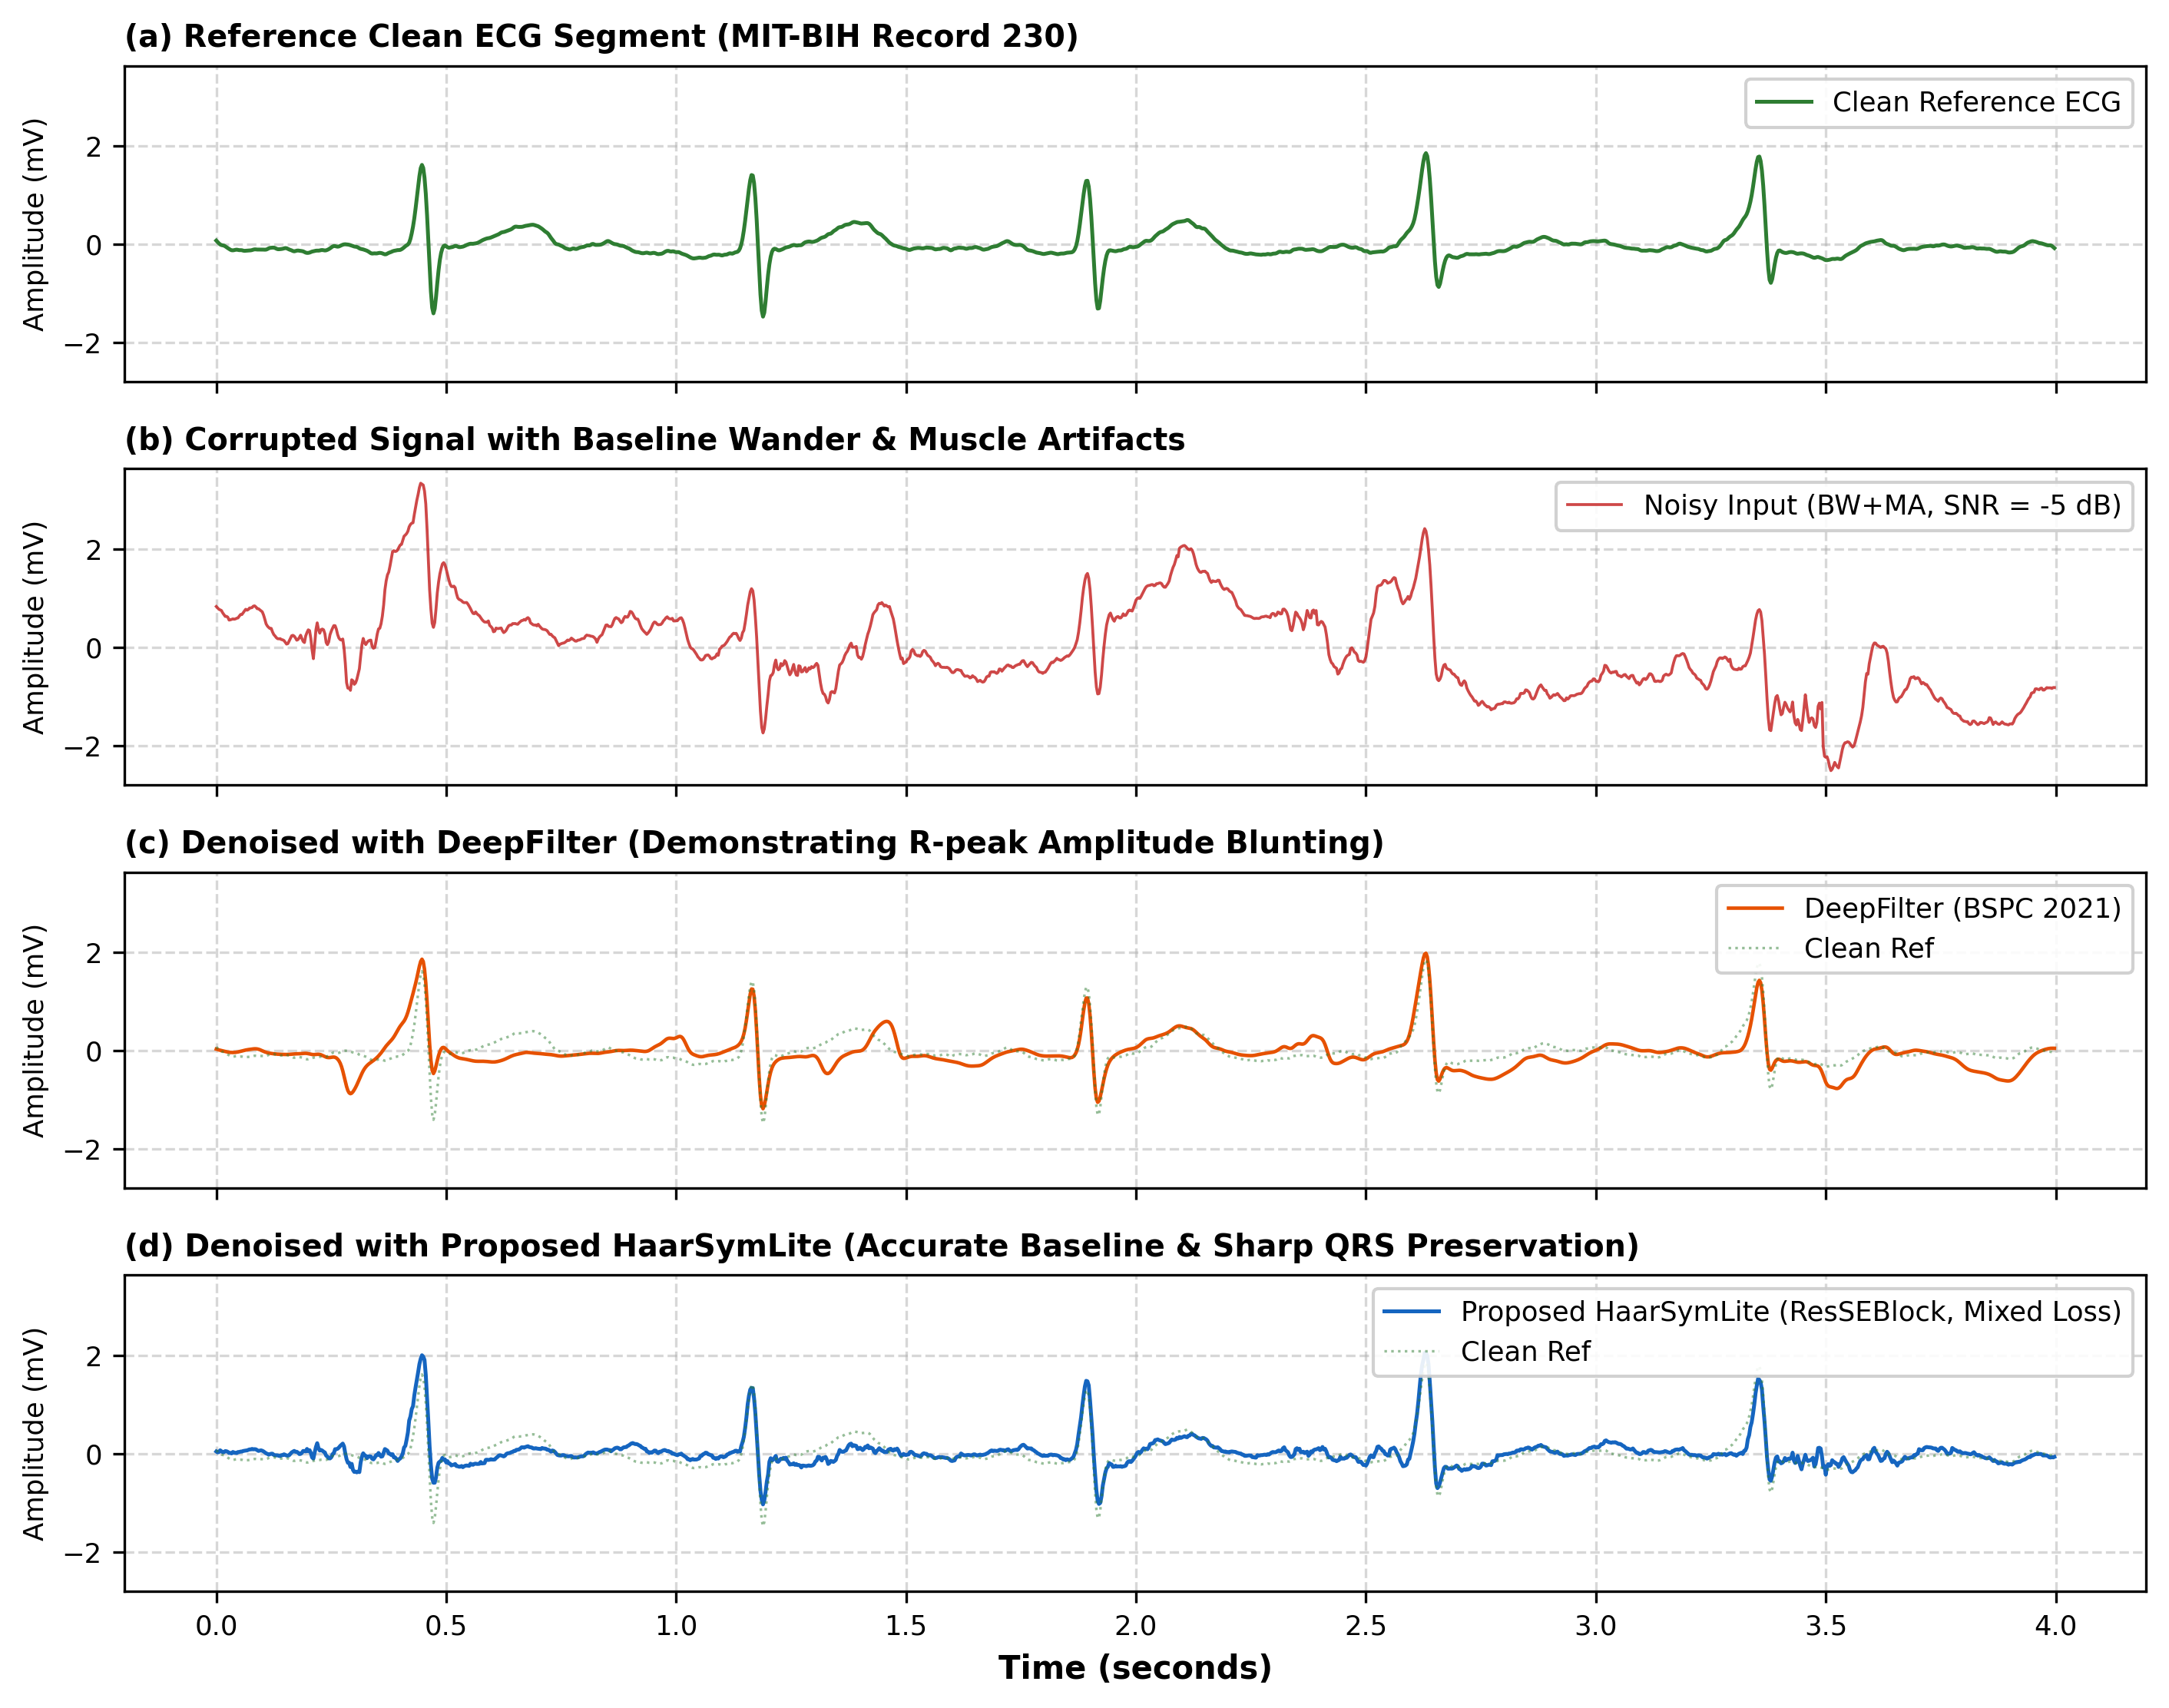 (a) Reference Clean ECG Segment (MIT-BIH Record 230)
Clean Reference ECG
Amplitude (mV)
2
0
−2
(b) Corrupted Signal with Baseline Wander & Muscle Artifacts
Noisy Input (BW+MA, SNR = -5 dB)
Amplitude (mV)
2
0
−2
(c) Denoised with DeepFilter (Demonstrating R-peak Amplitude Blunting)
DeepFilter (BSPC 2021)
Clean Ref
Amplitude (mV)
2
0
−2
(d) Denoised with Proposed HaarSymLite (Accurate Baseline & Sharp QRS Preservation)
Proposed HaarSymLite (ResSEBlock, Mixed Loss)
Clean Ref
Amplitude (mV)
2
0
−2
0.0 0.5 1.0 1.5 2.0 2.5 3.0 3.5 4.0
Time (seconds)